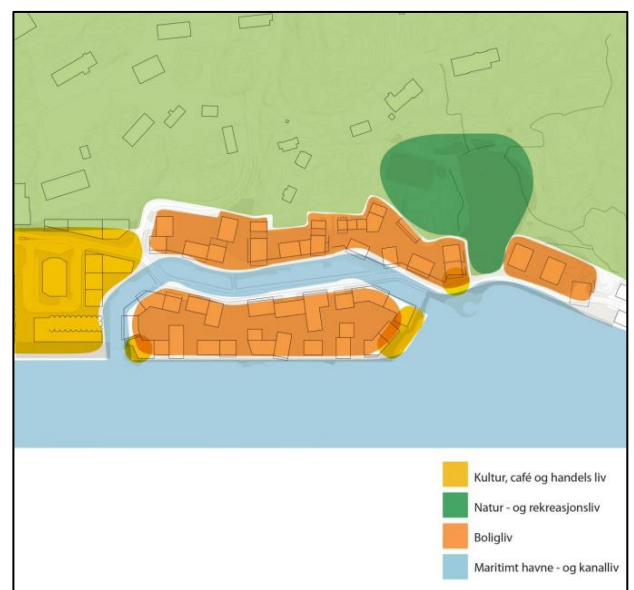 Kultur, café og handels liv
Natur - og rekreasjonsliv
Boligliv
Maritimt havne - og kanalliv